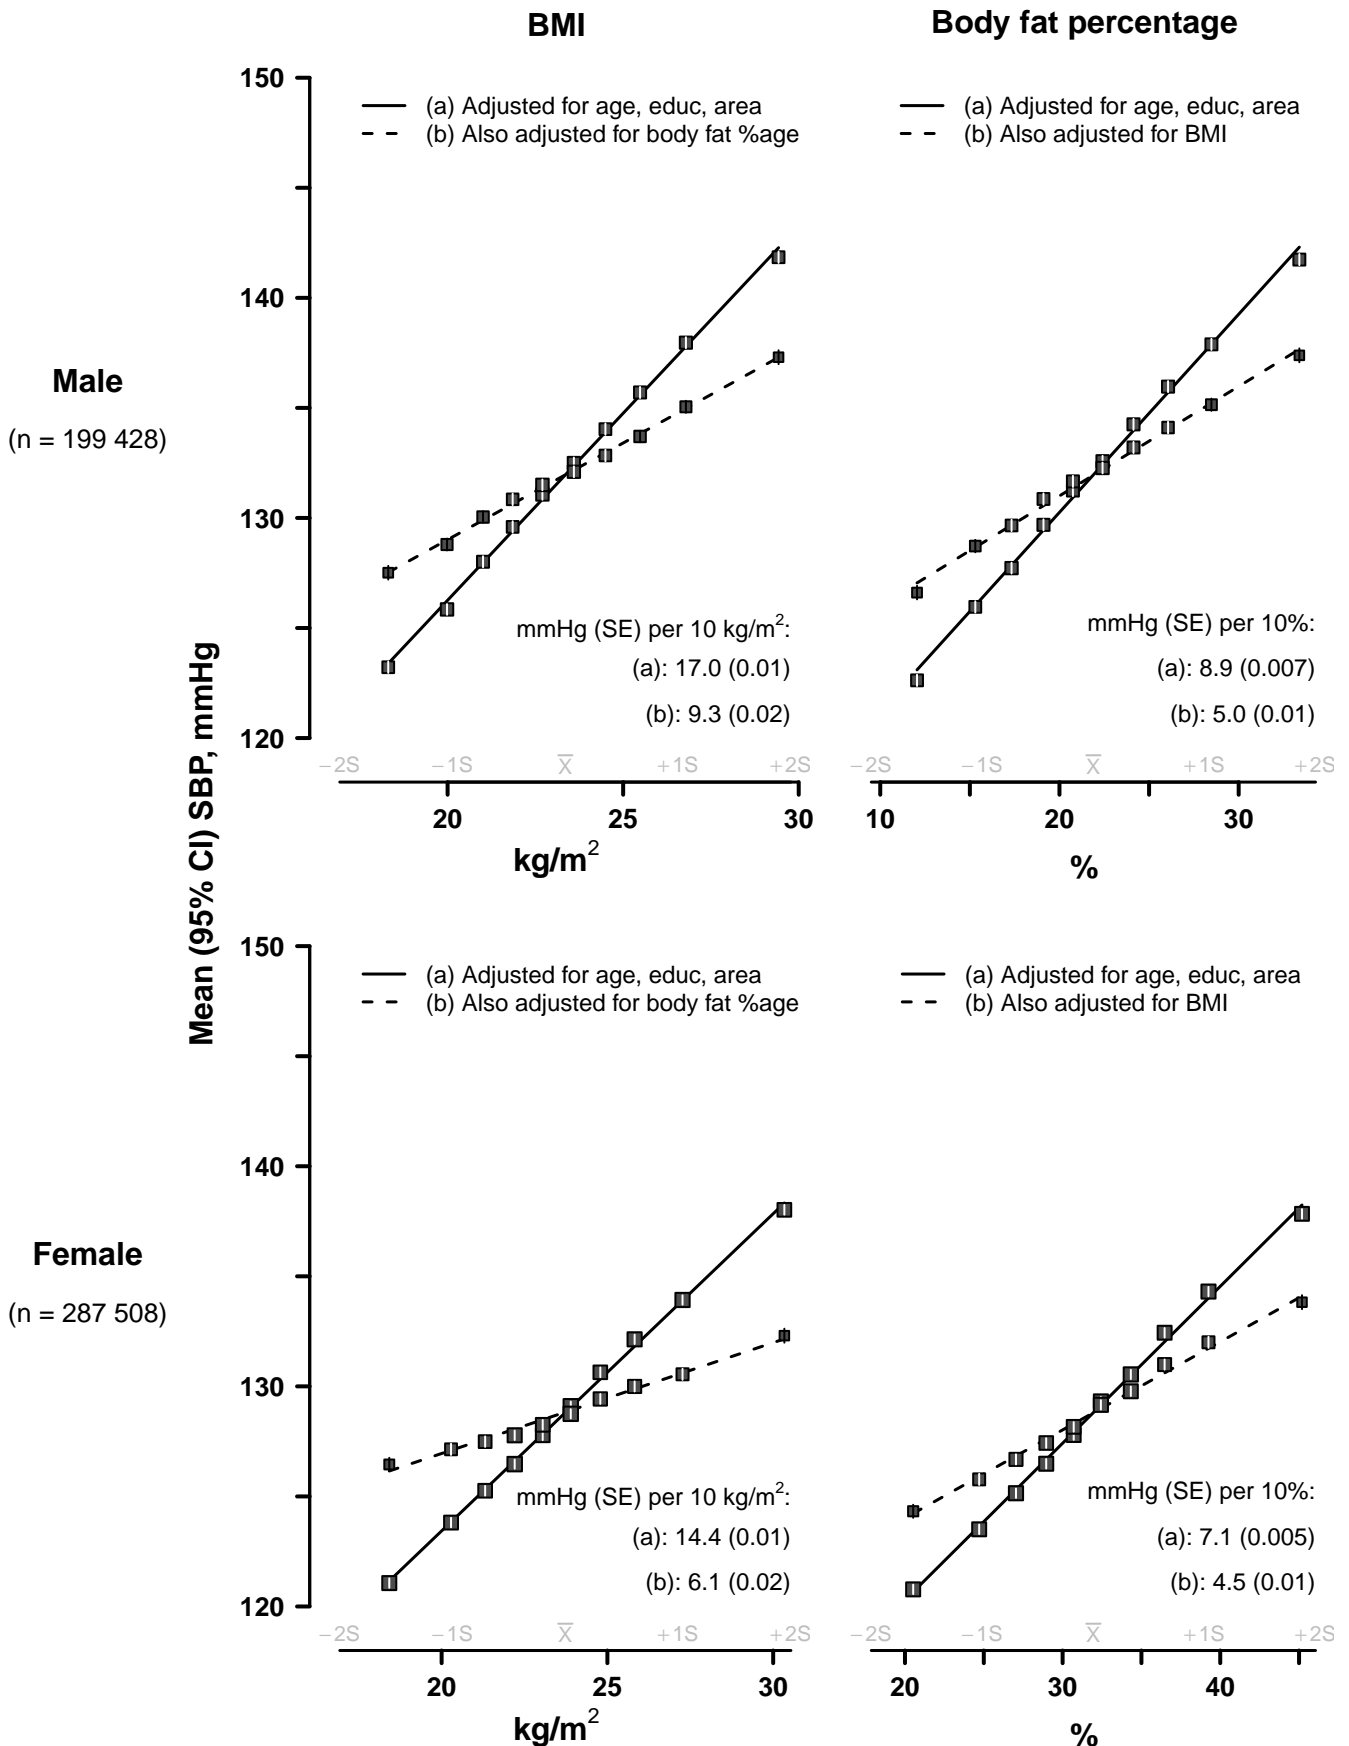 BMI
Body fat percentage
150
(a) Adjusted for age, educ, area
(b) Also adjusted for body fat %age
(a) Adjusted for age, educ, area
(b) Also adjusted for BMI
140
Male
(n = 199 428)
130
mmHg (SE) per 10 kg/m²:
(a): 17.0 (0.01)
(b): 9.3 (0.02)
mmHg (SE) per 10%:
(a): 8.9 (0.007)
(b): 5.0 (0.01)
120
−2S −1S X̅ +1S +2S
−2S −1S X̅ +1S +2S
20 25 30
10 20 30
kg/m²
%
Mean (95% CI) SBP, mmHg
150
(a) Adjusted for age, educ, area
(b) Also adjusted for body fat %age
(a) Adjusted for age, educ, area
(b) Also adjusted for BMI
140
Female
(n = 287 508)
130
mmHg (SE) per 10 kg/m²:
(a): 14.4 (0.01)
(b): 6.1 (0.02)
mmHg (SE) per 10%:
(a): 7.1 (0.005)
(b): 4.5 (0.01)
120
−2S −1S X̅ +1S +2S
−2S −1S X̅ +1S +2S
20 25 30
20 30 40
kg/m²
%